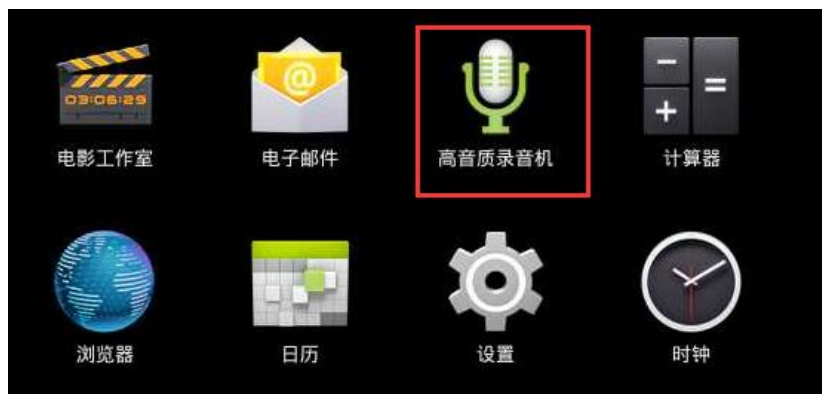 03:06:29
@
电影工作室
电子邮件
高音质录音机
计算器
浏览器
日历
设置
时钟